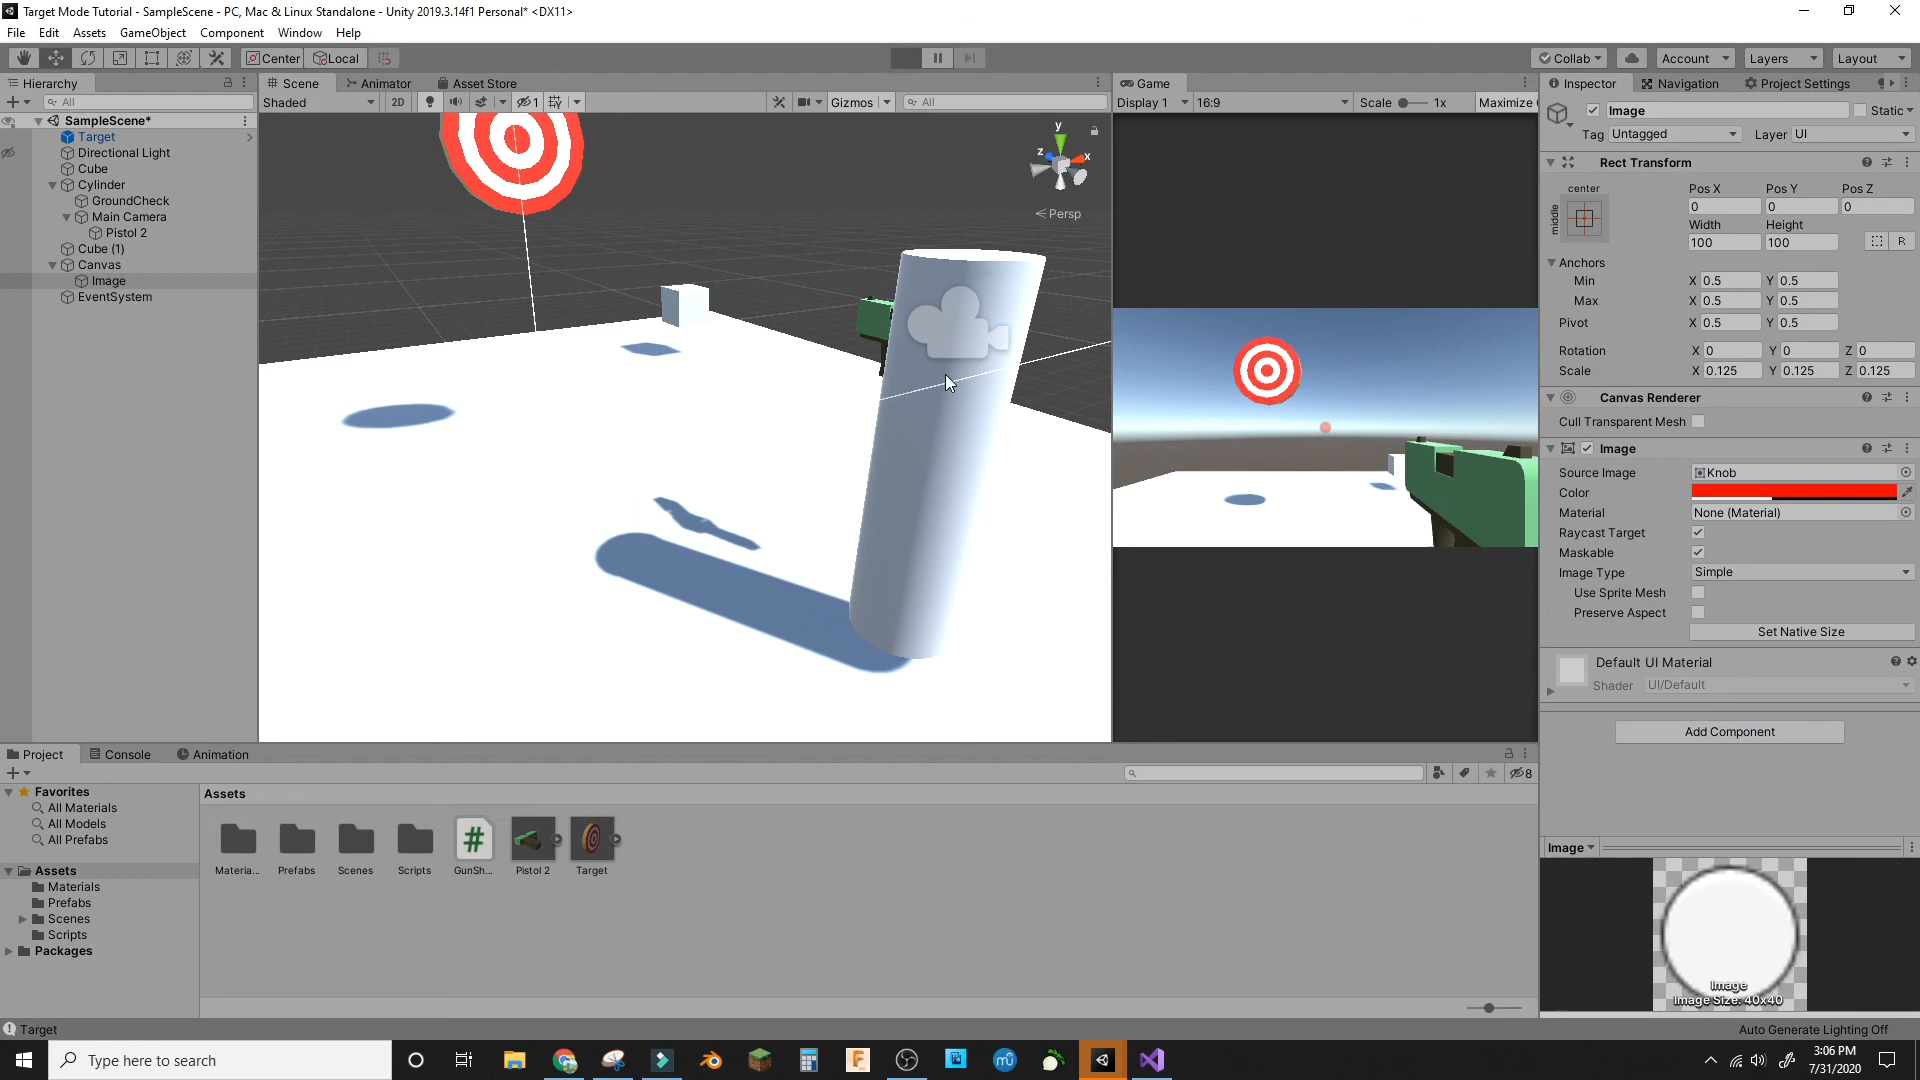 Target Mode Tutorial - SampleScene - PC, Mac & Linux Standalone - Unity 2019.3.14f1 Personal* <DX11>
File Edit Assets GameObject Component Window Help
Center Local Collab Account Layers Layout
Hierarchy Scene Animator Asset Store Game Inspector Navigation Project Settings
All Shaded 2D 1 Gizmos All Display 1 16:9 Scale 1x Maximize
SampleScene*
Target
Directional Light
Cube
Cylinder
GroundCheck
Main Camera
Pistol 2
Cube (1)
Canvas
Image
EventSystem
y
z x
Persp
Image Static
Tag Untagged Layer UI
Rect Transform
center Pos X Pos Y Pos Z
middle 0 0 0
Width Height
100 100 R
Anchors
Min X 0.5 Y 0.5
Max X 0.5 Y 0.5
Pivot X 0.5 Y 0.5
Rotation X 0 Y 0 Z 0
Scale X 0.125 Y 0.125 Z 0.125
Canvas Renderer
Cull Transparent Mesh
Image
Source Image Knob
Color
Material None (Material)
Raycast Target
Maskable
Image Type Simple
Use Sprite Mesh
Preserve Aspect
Set Native Size
Default UI Material
Shader UI/Default
Add Component
Image
Image
Image Size: 40x40
Project Console Animation
8
Favorites
All Materials
All Models
All Prefabs
Assets
Materials
Prefabs
Scenes
Scripts
Packages
Assets
Materia... Prefabs Scenes Scripts GunSh... Pistol 2 Target
Target
Auto Generate Lighting Off
Type here to search
3:06 PM
7/31/2020